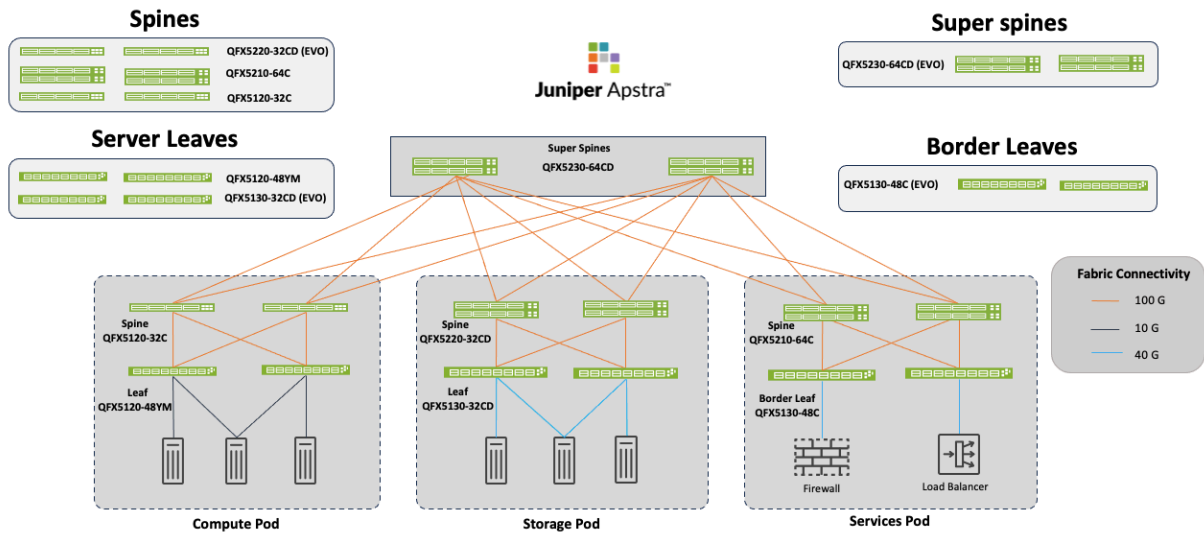 Spines
QFX5220-32CD (EVO)
QFX5210-64C
QFX5120-32C
Juniper Apstra™
Super spines
QFX5230-64CD (EVO)
Server Leaves
QFX5120-48YM
QFX5130-32CD (EVO)
Super Spines
QFX5230-64CD
Border Leaves
QFX5130-48C (EVO)
Fabric Connectivity
100 G
10 G
40 G
Spine
QFX5120-32C
Leaf
QFX5120-48YM
Compute Pod
Spine
QFX5220-32CD
Leaf
QFX5130-32CD
Storage Pod
Spine
QFX5210-64C
Border Leaf
QFX5130-48C
Firewall
Load Balancer
Services Pod